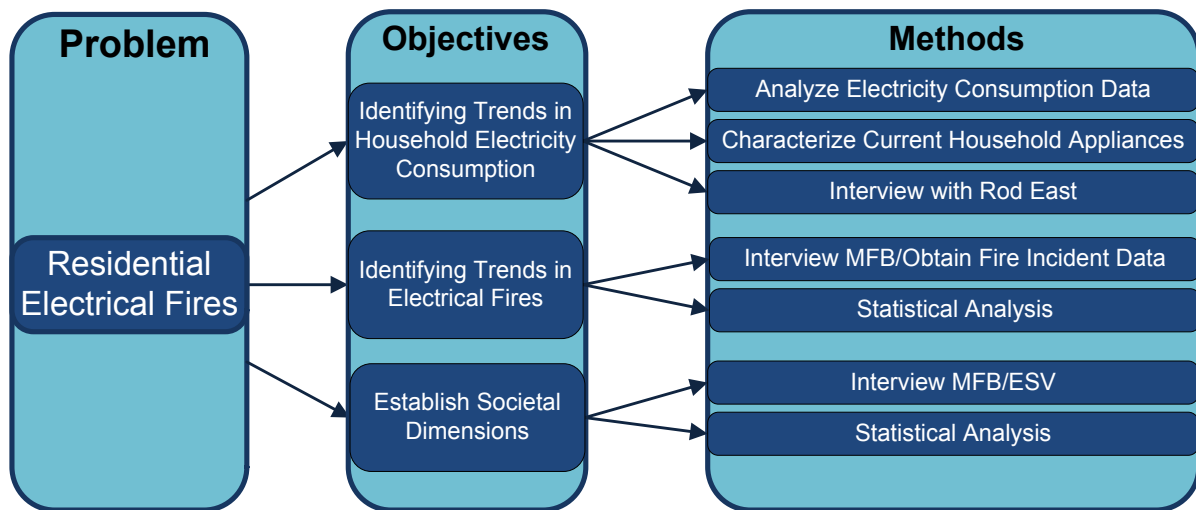 Problem
Residential
Electrical Fires
Objectives
Identifying Trends in
Household Electricity
Consumption
Identifying Trends in
Electrical Fires
Establish Societal
Dimensions
Methods
Analyze Electricity Consumption Data
Characterize Current Household Appliances
Interview with Rod East
Interview MFB/Obtain Fire Incident Data
Statistical Analysis
Interview MFB/ESV
Statistical Analysis